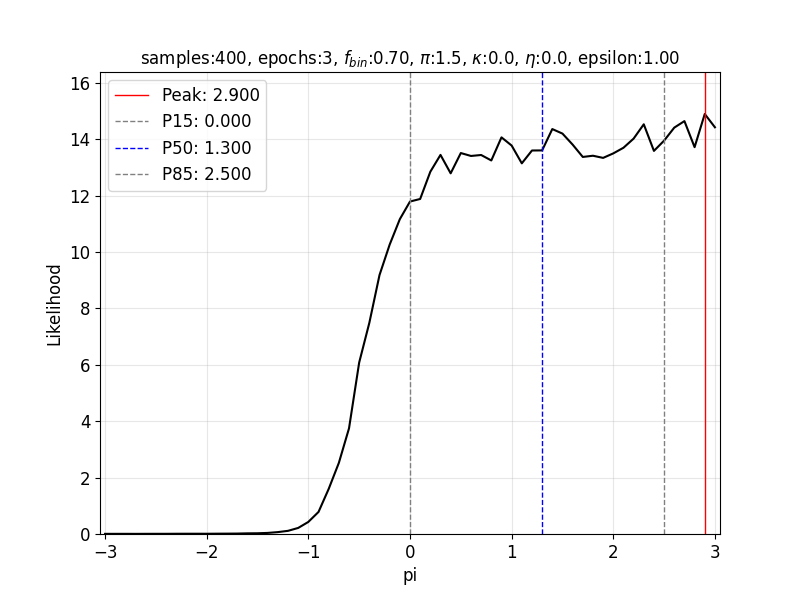 samples:400, epochs:3, f_bin:0.70, π:1.5, κ:0.0, η:0.0, epsilon:1.00
Peak: 2.900
P15: 0.000
P50: 1.300
P85: 2.500
16
14
12
10
8
6
4
2
0
Likelihood
−3 −2 −1 0 1 2 3
pi